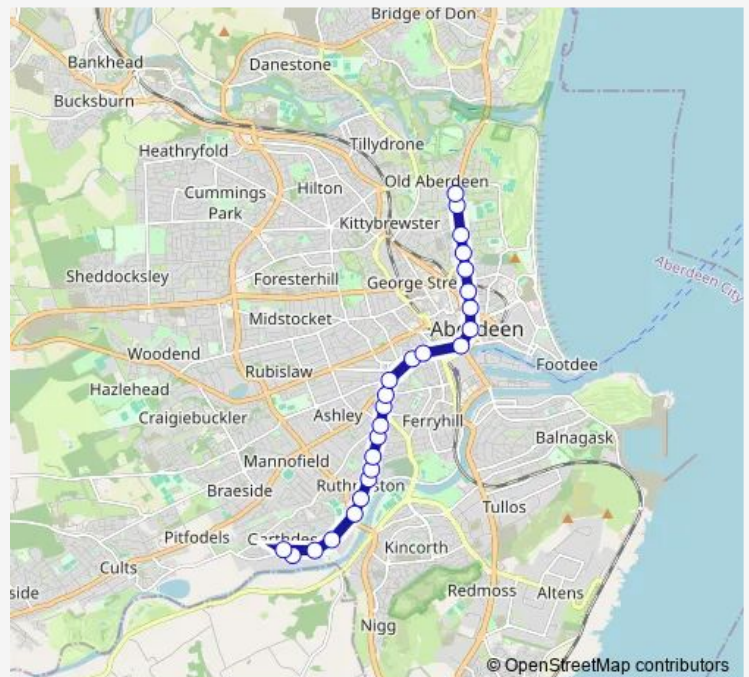 Bridge of Don
Bankhead
Danestone
Bucksburn
Tillydrone
Heathryfold
Old Aberdeen
Cummings
Park
Hilton
Kittybrewster
Sheddocksley
Foresterhill
George Stre
Aberdeen City
Midstocket
Aberdeen
Woodend
Footdee
Rubislaw
Hazlehead
Craigiebuckler
Ashley
Ferryhill
Balnagask
Mannofield
Braeside
Tullos
Pitfodels
Kincorth
Cults
side
Redmoss
Altens
Nigg
© OpenStreetMap contributors